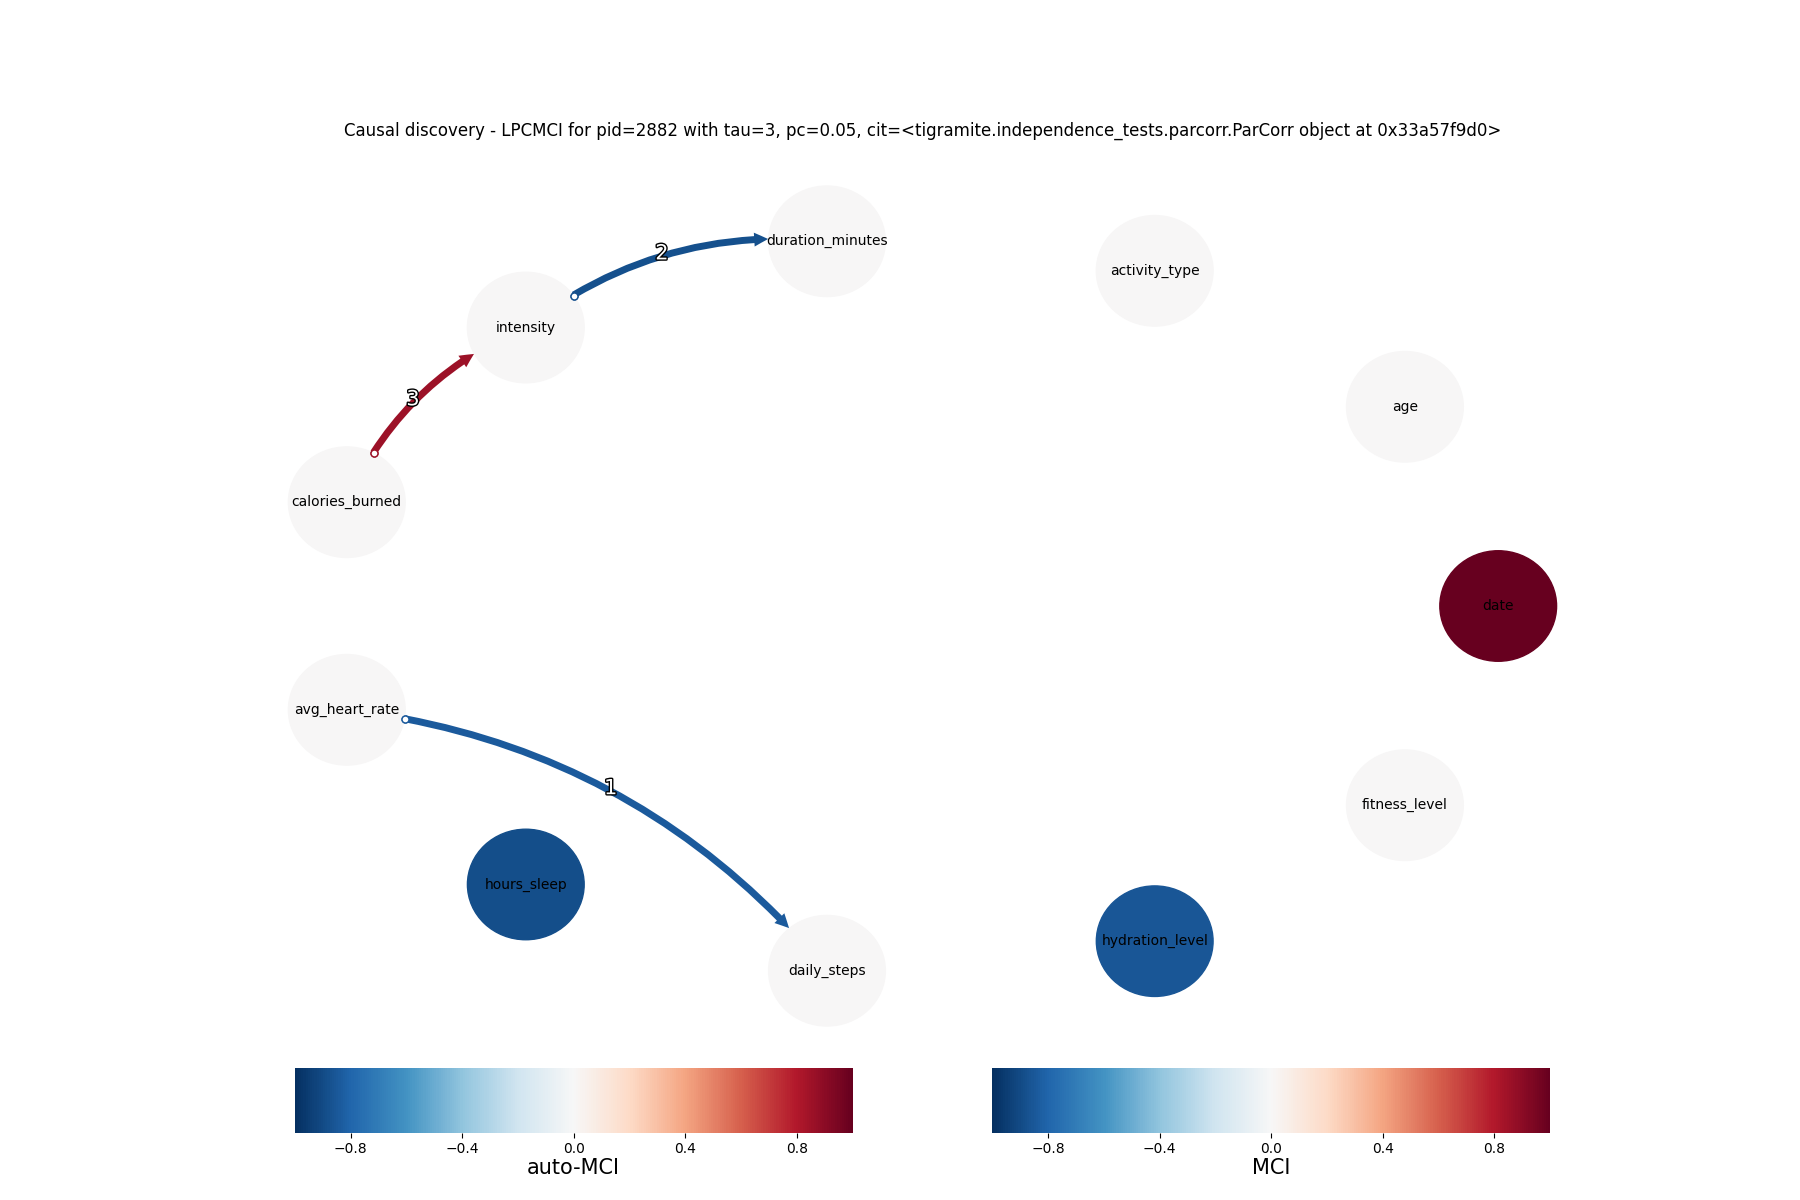 Causal discovery - LPCMCI for pid=2882 with tau=3, pc=0.05, cit=<tigramite.independence_tests.parcorr.ParCorr object at 0x33a57f9d0>
duration_minutes
2
activity_type
intensity
3
age
calories_burned
date
avg_heart_rate
1
fitness_level
hours_sleep
hydration_level
daily_steps
−0.8 −0.4 0.0 0.4 0.8
auto-MCI
−0.8 −0.4 0.0 0.4 0.8
MCI